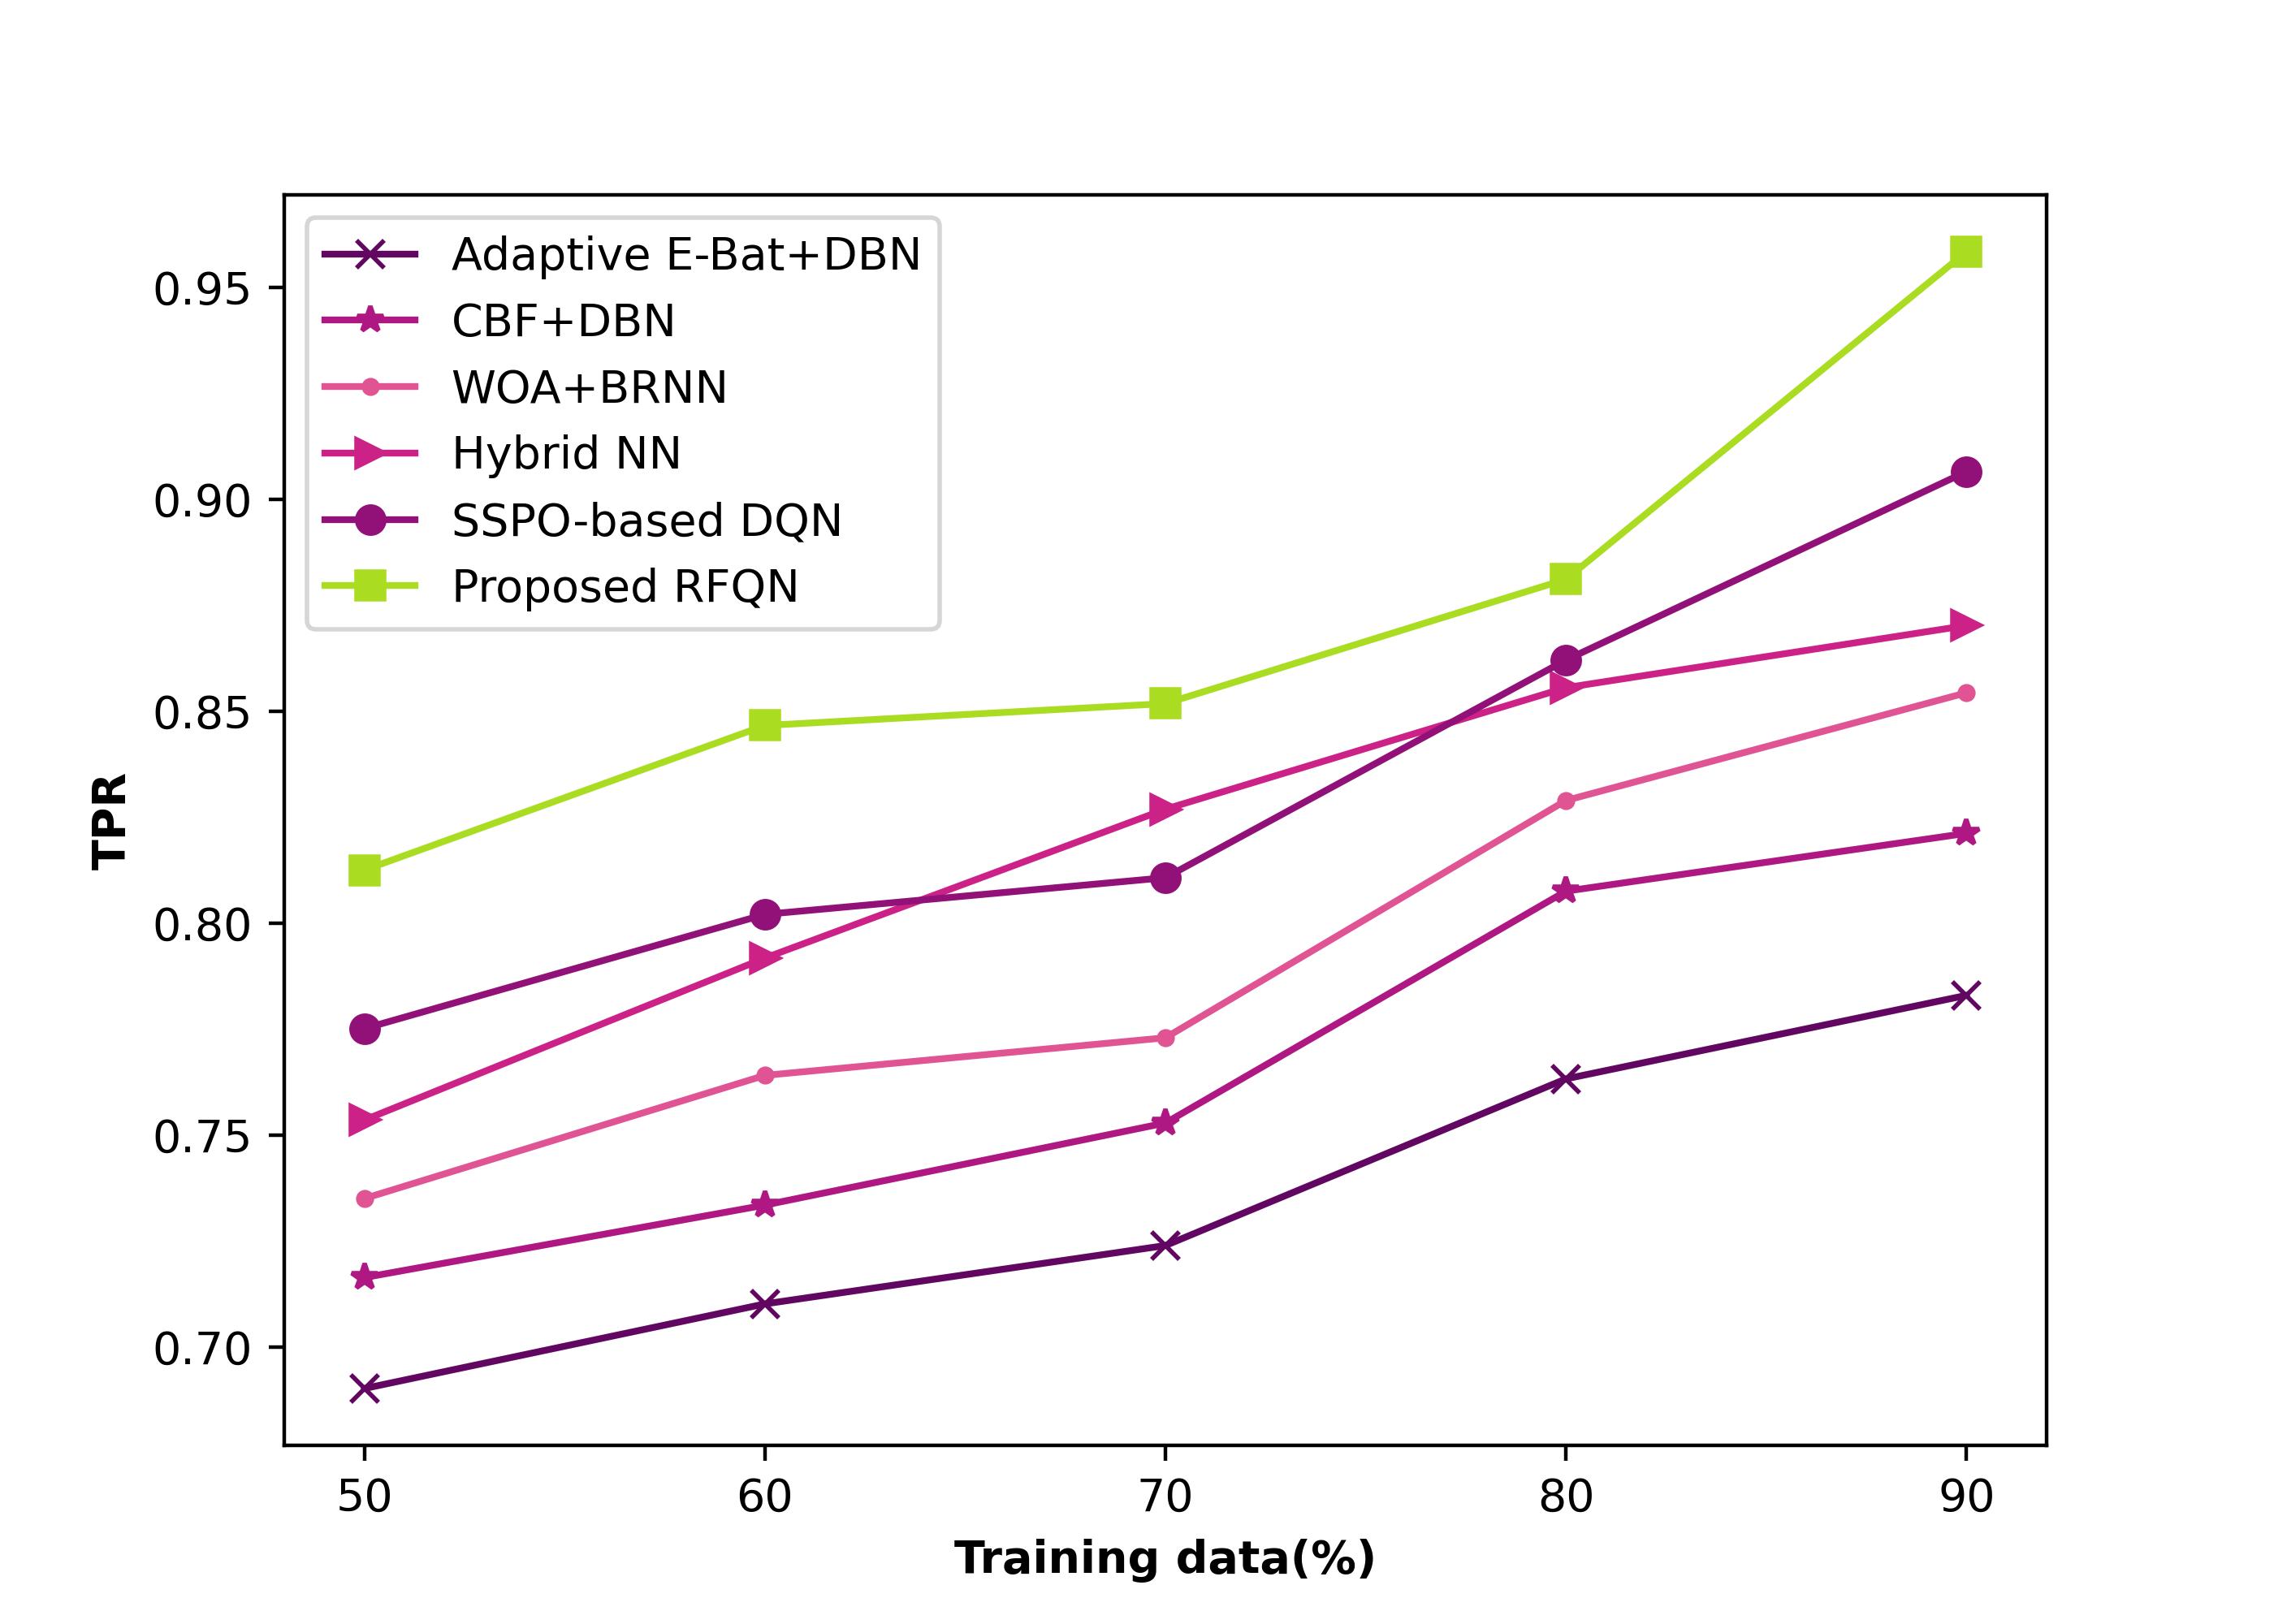 Adaptive E-Bat+DBN
CBF+DBN
WOA+BRNN
Hybrid NN
SSPO-based DQN
Proposed RFQN
0.95
0.90
0.85
0.80
0.75
0.70
TPR
50 60 70 80 90
Training data(%)